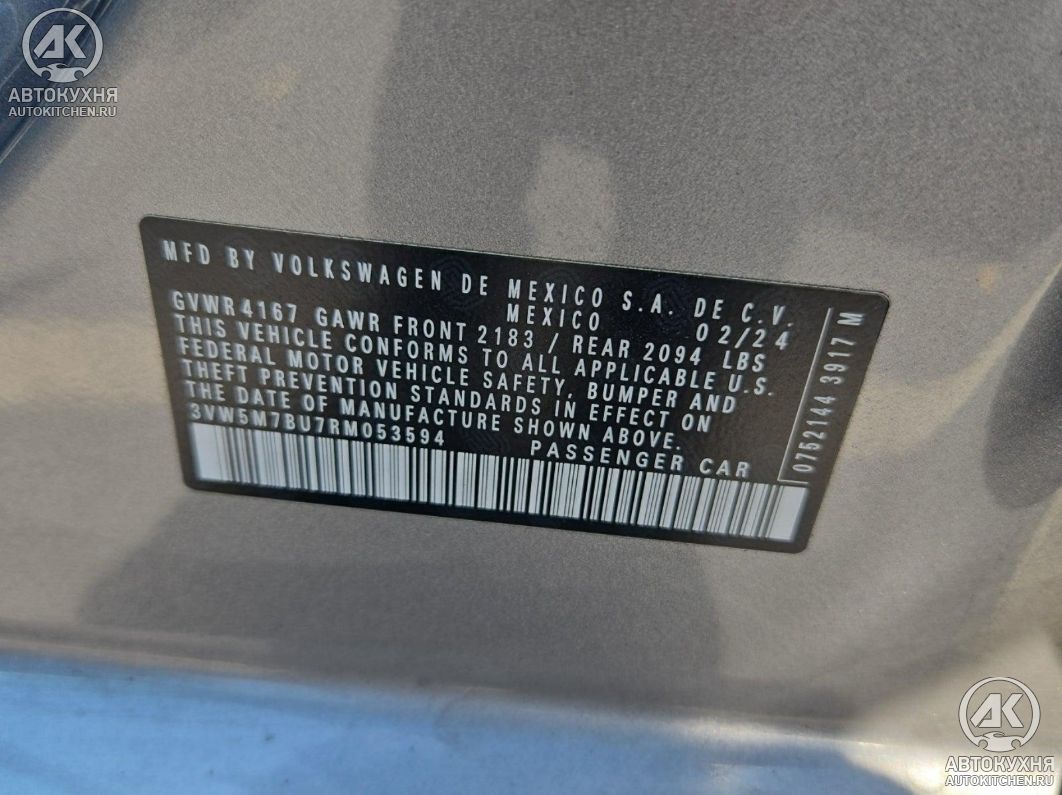 AK
АВТОКУХНЯ
AUTOKITCHEN.RU
MFD BY VOLKSWAGEN DE MEXICO S.A. DE C.V.
MEXICO 02/24
GVWR4167 GAWR FRONT 2183 / REAR 2094 LBS
THIS VEHICLE CONFORMS TO ALL APPLICABLE U.S.
FEDERAL MOTOR VEHICLE SAFETY, BUMPER AND
THEFT PREVENTION STANDARDS IN EFFECT ON
THE DATE OF MANUFACTURE SHOWN ABOVE.
3VW5M7BU7RM053594 PASSENGER CAR
0752144 3917 M
AK
АВТОКУХНЯ
AUTOKITCHEN.RU